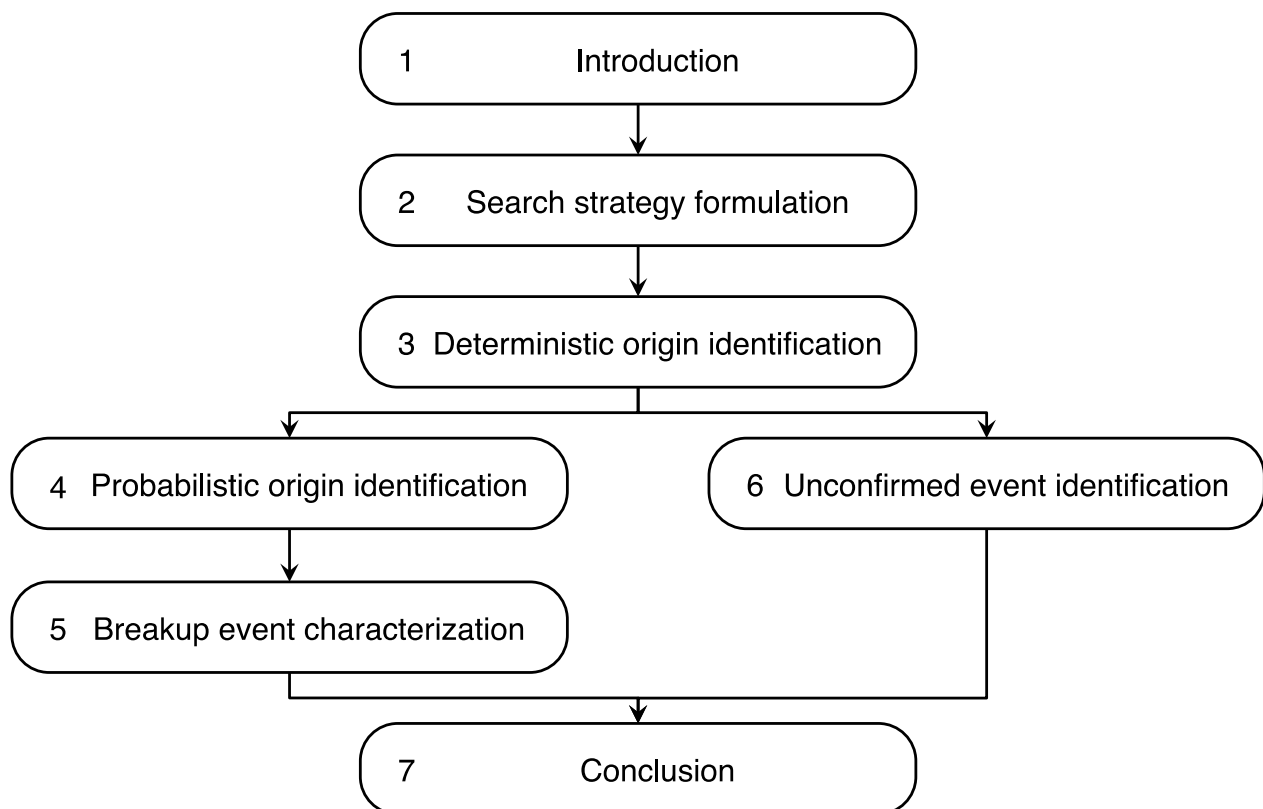 1 Introduction
2 Search strategy formulation
3 Deterministic origin identification
4 Probabilistic origin identification
6 Unconfirmed event identification
5 Breakup event characterization
7 Conclusion